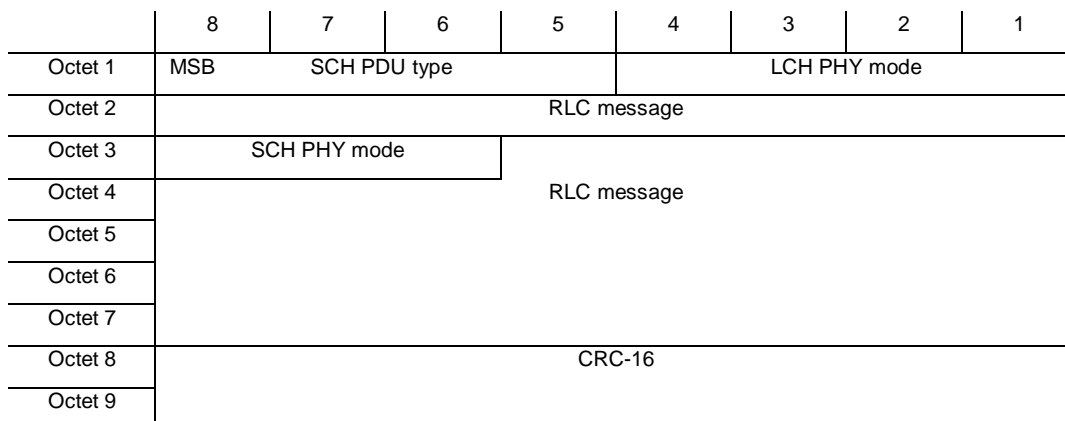 8 7 6 5 4 3 2 1
Octet 1 MSB SCH PDU type LCH PHY mode
Octet 2 RLC message
Octet 3 SCH PHY mode
Octet 4 RLC message
Octet 5
Octet 6
Octet 7
Octet 8 CRC-16
Octet 9